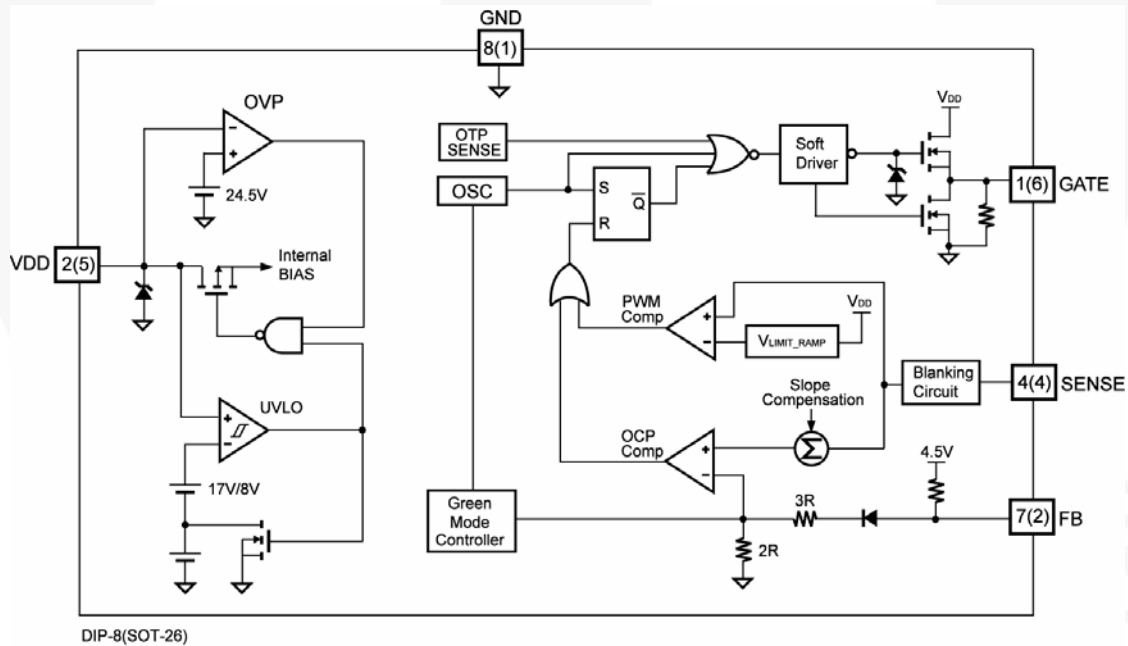 GND
8(1)
OVP
-
+
24.5V
VDD 2(5)
Internal
BIAS
UVLO
+
-
17V/8V
OTP
SENSE
OSC
S
R
Q
Soft
Driver
VDD
1(6) GATE
PWM
Comp
+
-
VLIMIT_RAMP
VDD
Blanking
Circuit
4(4) SENSE
Slope
Compensation
Σ
OCP
Comp
+
-
4.5V
Green
Mode
Controller
3R
2R
7(2) FB
DIP-8(SOT-26)